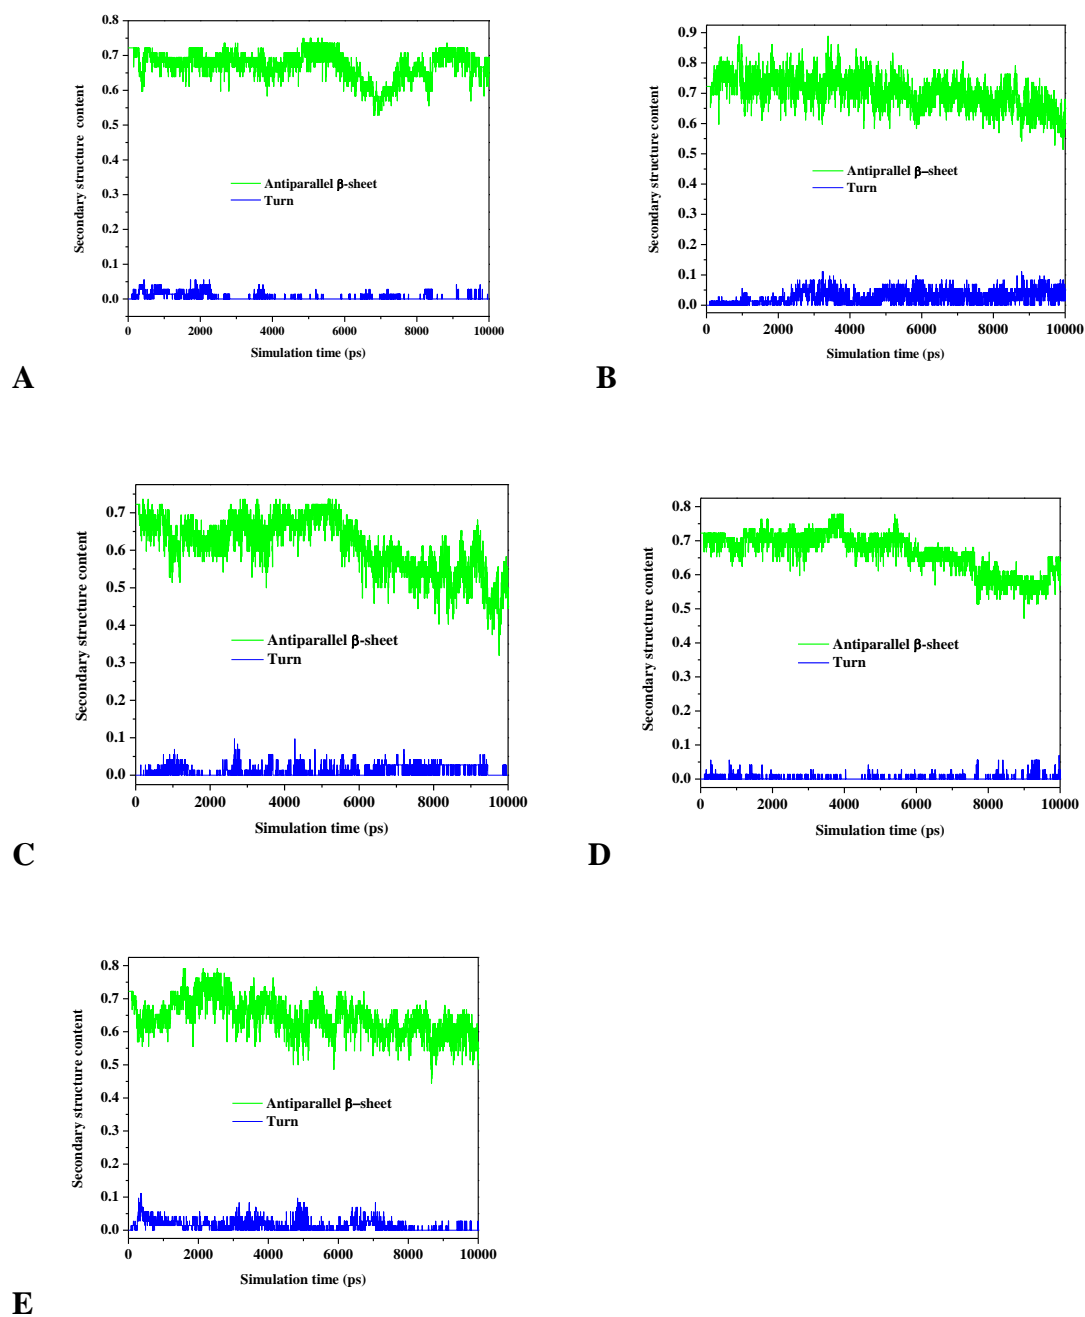 0.8
0.7
0.6
0.5
0.4
0.3
0.2
0.1
0.0
Secondary structure content
Antiparallel β-sheet
Turn
0 2000 4000 6000 8000 10000
Simulation time (ps)
A
0.9
0.8
0.7
0.6
0.5
0.4
0.3
0.2
0.1
0.0
Secondary structure content
Antiprallel β–sheet
Turn
0 2000 4000 6000 8000 10000
Simulation time (ps)
B
0.7
0.6
0.5
0.4
0.3
0.2
0.1
0.0
Secondary structure content
Antiparallel β-sheet
Turn
0 2000 4000 6000 8000 10000
Simulation time (ps)
C
0.8
0.7
0.6
0.5
0.4
0.3
0.2
0.1
0.0
Secondary structure content
Antiparallel β-sheet
Turn
0 2000 4000 6000 8000 10000
Simulation time (ps)
D
0.8
0.7
0.6
0.5
0.4
0.3
0.2
0.1
0.0
Secondary structure content
Antiparallel β–sheet
Turn
0 2000 4000 6000 8000 10000
Simulation time (ps)
E